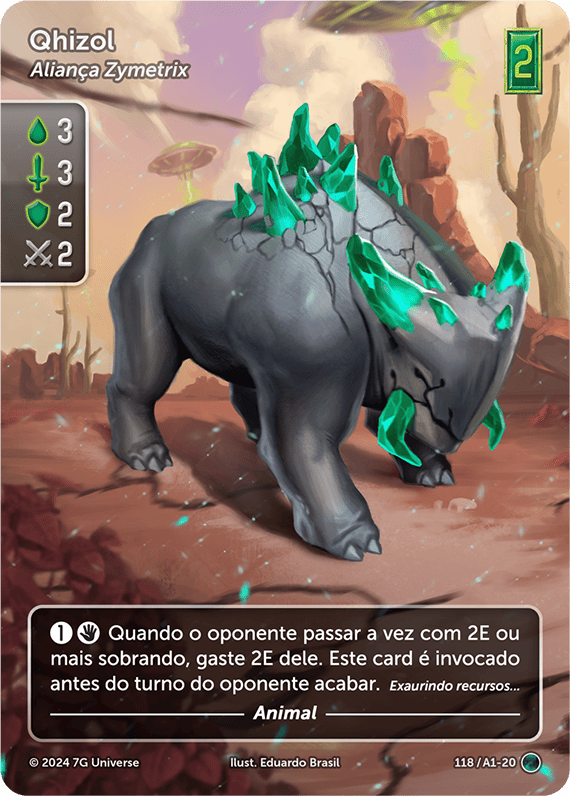 Qhizol
Aliança Zymetrix
2
3
3
2
2
1 Quando o oponente passar a vez com 2E ou
mais sobrando, gaste 2E dele. Este card é invocado
antes do turno do oponente acabar. Exaurindo recursos...
Animal
© 2024 7G Universe Ilust. Eduardo Brasil 118 / A1-20